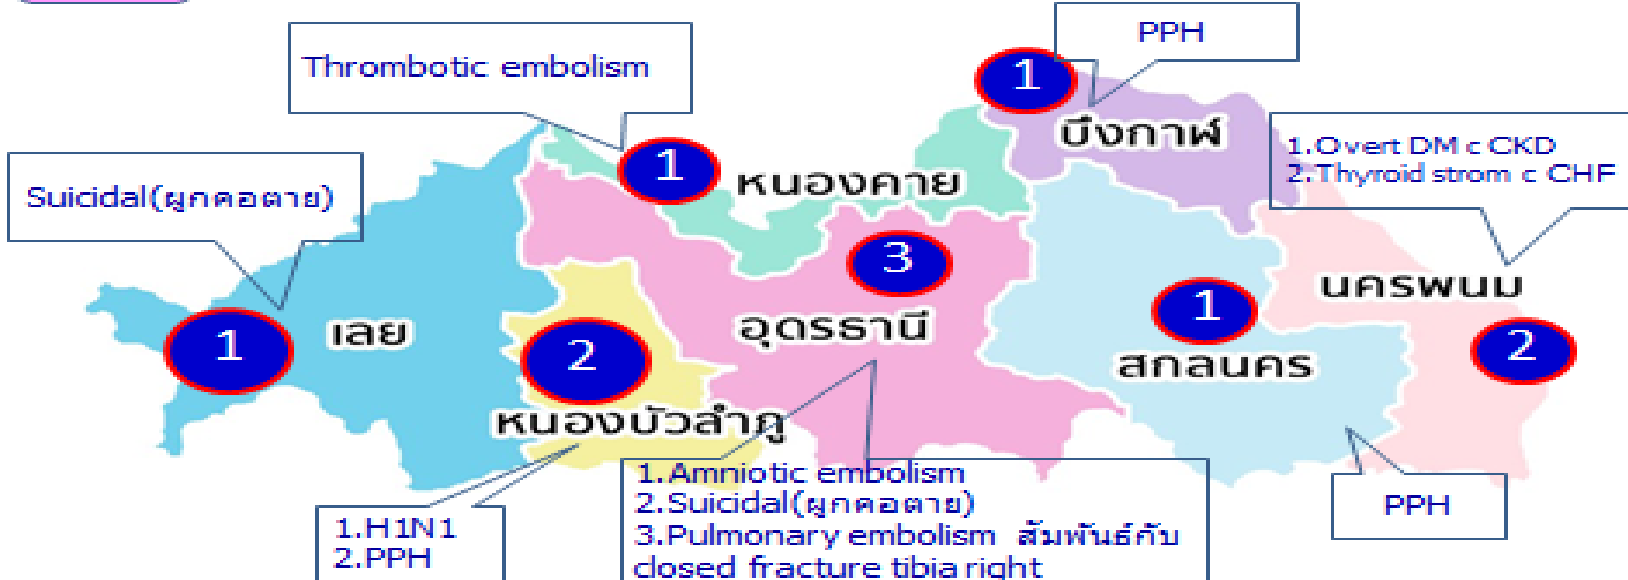 PPH
Thrombotic embolism
1
บึงกาฬ
1.Overt DM c CKD
2.Thyroid strom c CHF
1
หนองคาย
Suicidal(ผูกคอตาย)
3
นครพนม
1
เลย
2
อุดรธานี
1
สกลนคร
2
หนองบัวลำภู
1.Amniotic embolism
2.Suicidal(ผูกคอตาย)
3.Pulmonary embolism สัมพันธ์กับ
closed fracture tibia right
1.H1N1
2.PPH
PPH